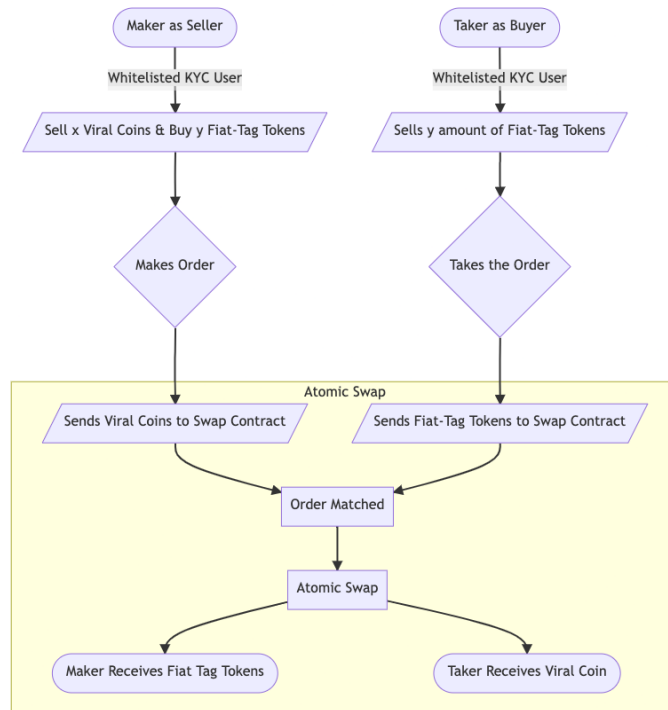 Maker as Seller
Taker as Buyer
Whitelisted KYC User
Whitelisted KYC User
Sell x Viral Coins & Buy y Fiat-Tag Tokens
Sells y amount of Fiat-Tag Tokens
Makes Order
Takes the Order
Atomic Swap
Sends Viral Coins to Swap Contract
Sends Fiat-Tag Tokens to Swap Contract
Order Matched
Atomic Swap
Maker Receives Fiat Tag Tokens
Taker Receives Viral Coin